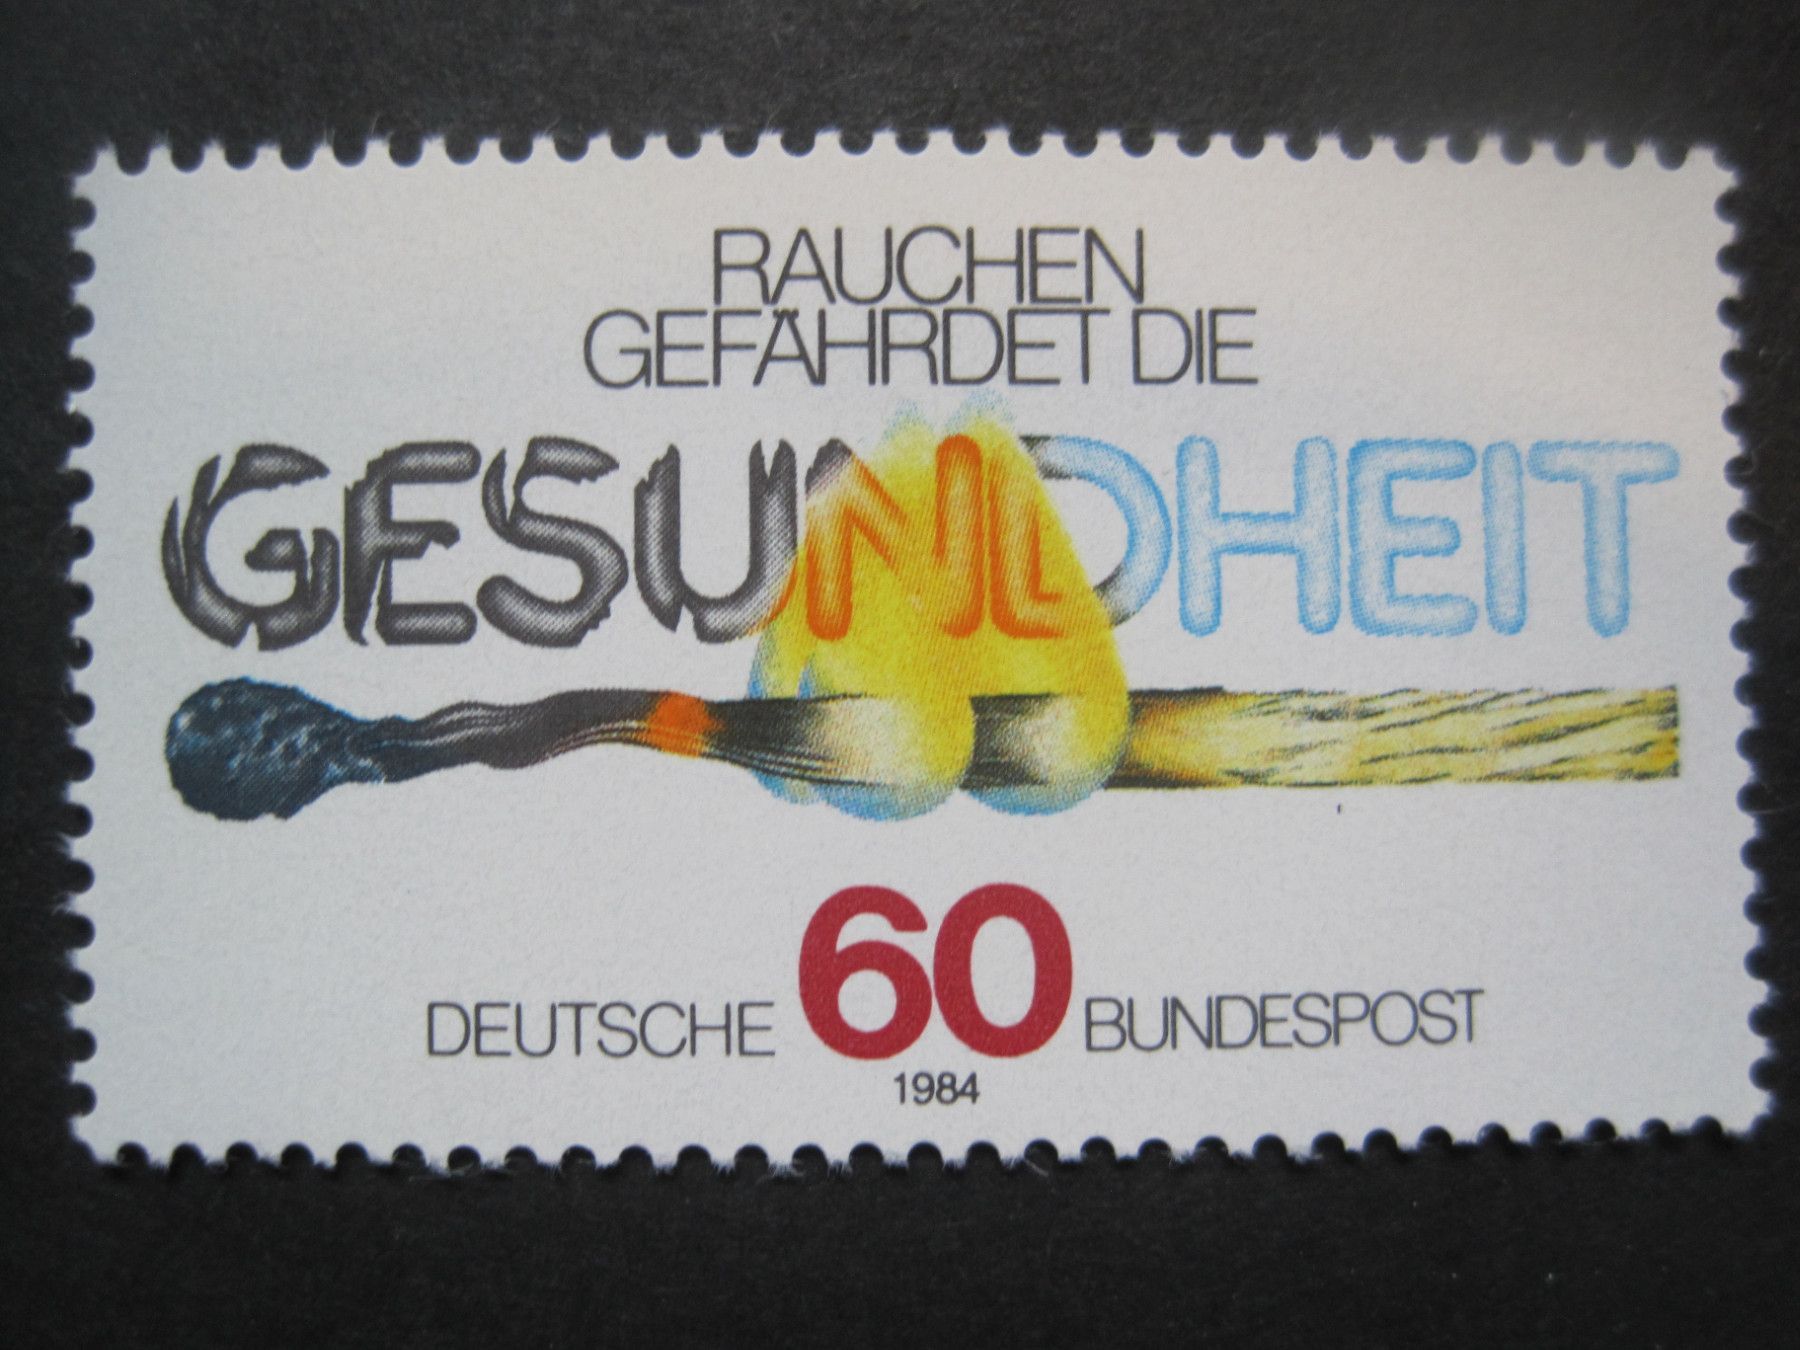 RAUCHEN
GEFÄHRDET DIE
GESUNDHEIT
DEUTSCHE 60 BUNDESPOST
1984